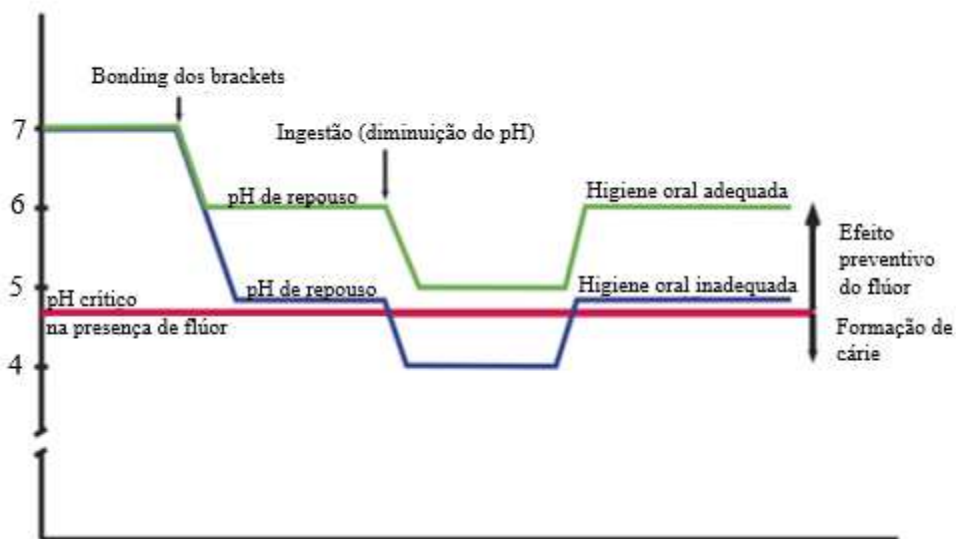 Bonding dos brackets
7
Ingestão (diminuição do pH)
6
pH de repouso
Higiene oral adequada
Efeito
preventivo
do flúor
5
pH de repouso
Higiene oral inadequada
pH crítico
na presença de flúór
Formação de
cárie
4